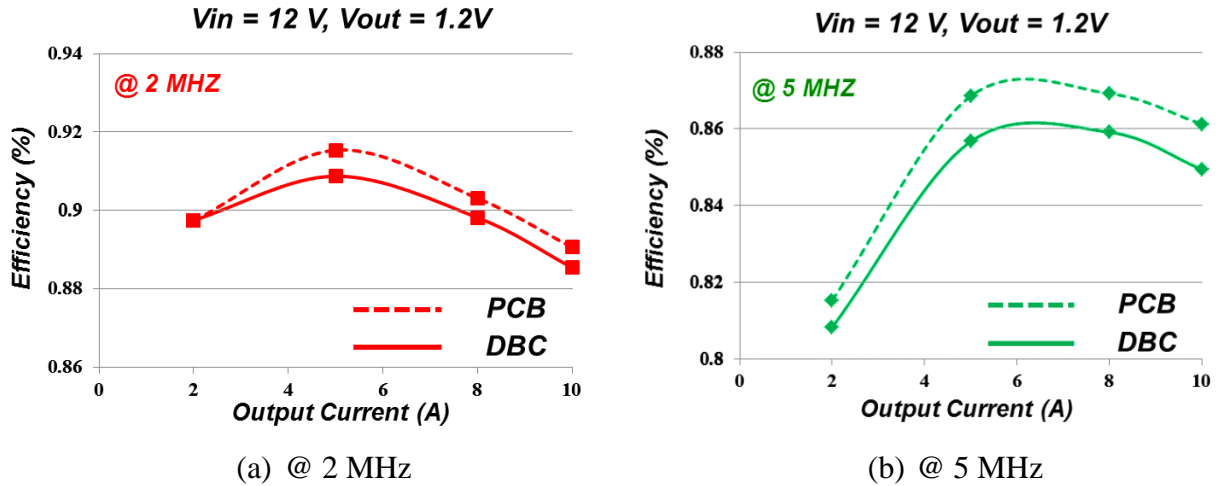 Vin = 12 V, Vout = 1.2V
@ 2 MHZ
Efficiency (%)
0.94
0.92
0.9
0.88
0.86
0 2 4 6 8 10
Output Current (A)
PCB
DBC
(a) @ 2 MHz
Vin = 12 V, Vout = 1.2V
@ 5 MHZ
Efficiency (%)
0.88
0.86
0.84
0.82
0.8
0 2 4 6 8 10
Output Current (A)
PCB
DBC
(b) @ 5 MHz